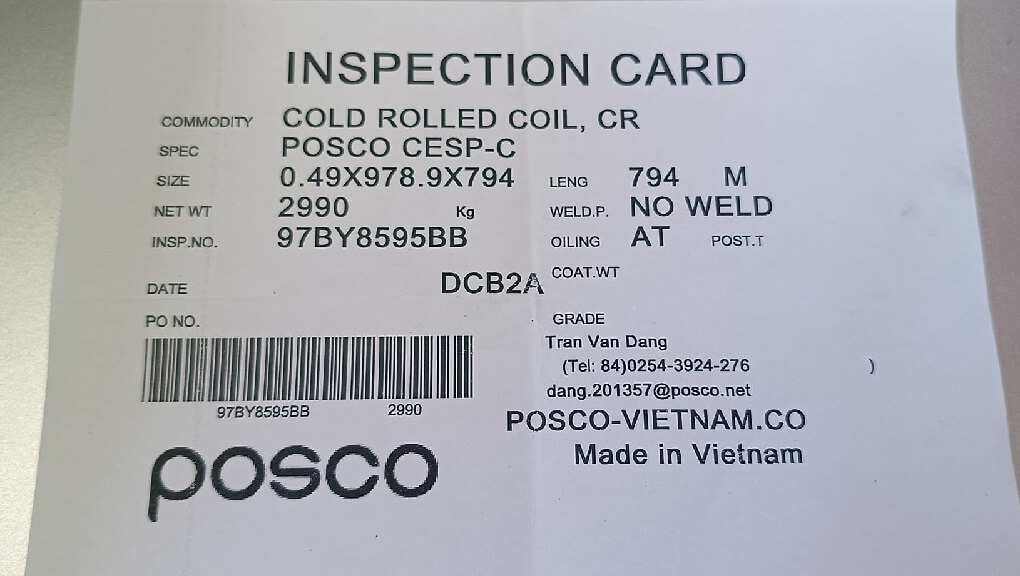 INSPECTION CARD
COMMODITY COLD ROLLED COIL, CR
SPEC POSCO CESP-C
SIZE 0.49X978.9X794 LENG 794 M
NET WT 2990 Kg WELD.P. NO WELD
INSP.NO. 97BY8595BB OILING AT POST.T
DATE DCB2A COAT.WT
PO NO. GRADE
Tran Van Dang
(Tel: 84)0254-3924-276 )
dang.201357@posco.net
97BY8595BB 2990
POSCO-VIETNAM.CO
Made in Vietnam
posco